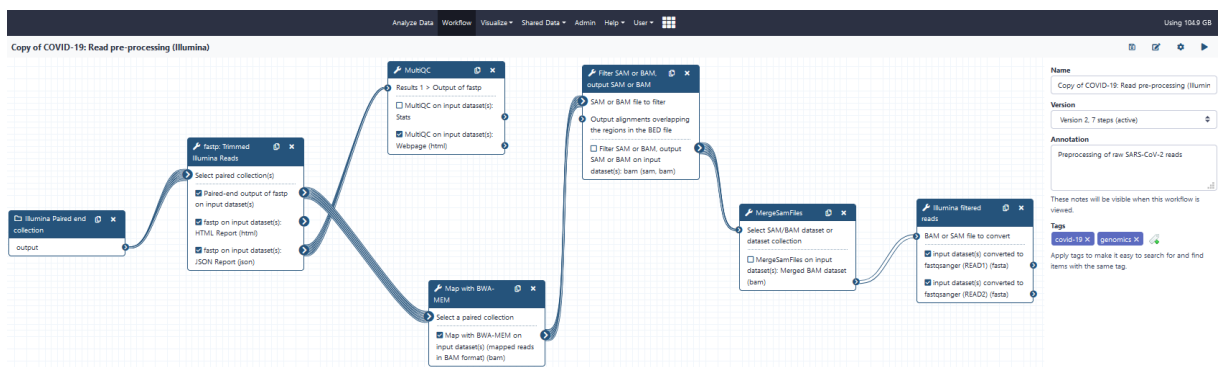 Analyze Data Workflow Visualize Shared Data Admin Help User Using 104.9 GB
Copy of COVID-19: Read pre-processing (Illumina)
Illumina Paired end
collection
output
fastp: Trimmed
Illumina Reads
Select paired collection(s)
Paired-end output of fastp
on input dataset(s)
fastp on input dataset(s):
HTML Report (html)
fastp on input dataset(s):
JSON Report (json)
MultiQC
Results 1 > Output of fastp
MultiQC on input dataset(s):
Stats
MultiQC on input dataset(s):
Webpage (html)
Map with BWA-
MEM
Select a paired collection
Map with BWA-MEM on
input dataset(s) (mapped reads
in BAM format) (bam)
Filter SAM or BAM,
output SAM or BAM
SAM or BAM file to filter
Output alignments overlapping
the regions in the BED file
Filter SAM or BAM, output
SAM or BAM on input
dataset(s): bam (sam, bam)
MergeSamFiles
Select SAM/BAM dataset or
dataset collection
MergeSamFiles on input
dataset(s): Merged BAM dataset
(bam)
Illumina filtered
reads
BAM or SAM file to convert
input dataset(s) converted to
fastqsanger (READ1) (fasta)
input dataset(s) converted to
fastqsanger (READ2) (fasta)
Name
Copy of COVID-19: Read pre-processing (Illumin
Version
Version 2, 7 steps (active)
Annotation
Preprocessing of raw SARS-CoV-2 reads
These notes will be visible when this workflow is
viewed.
Tags
covid-19 × genomics ×
Apply tags to make it easy to search for and find
items with the same tag.